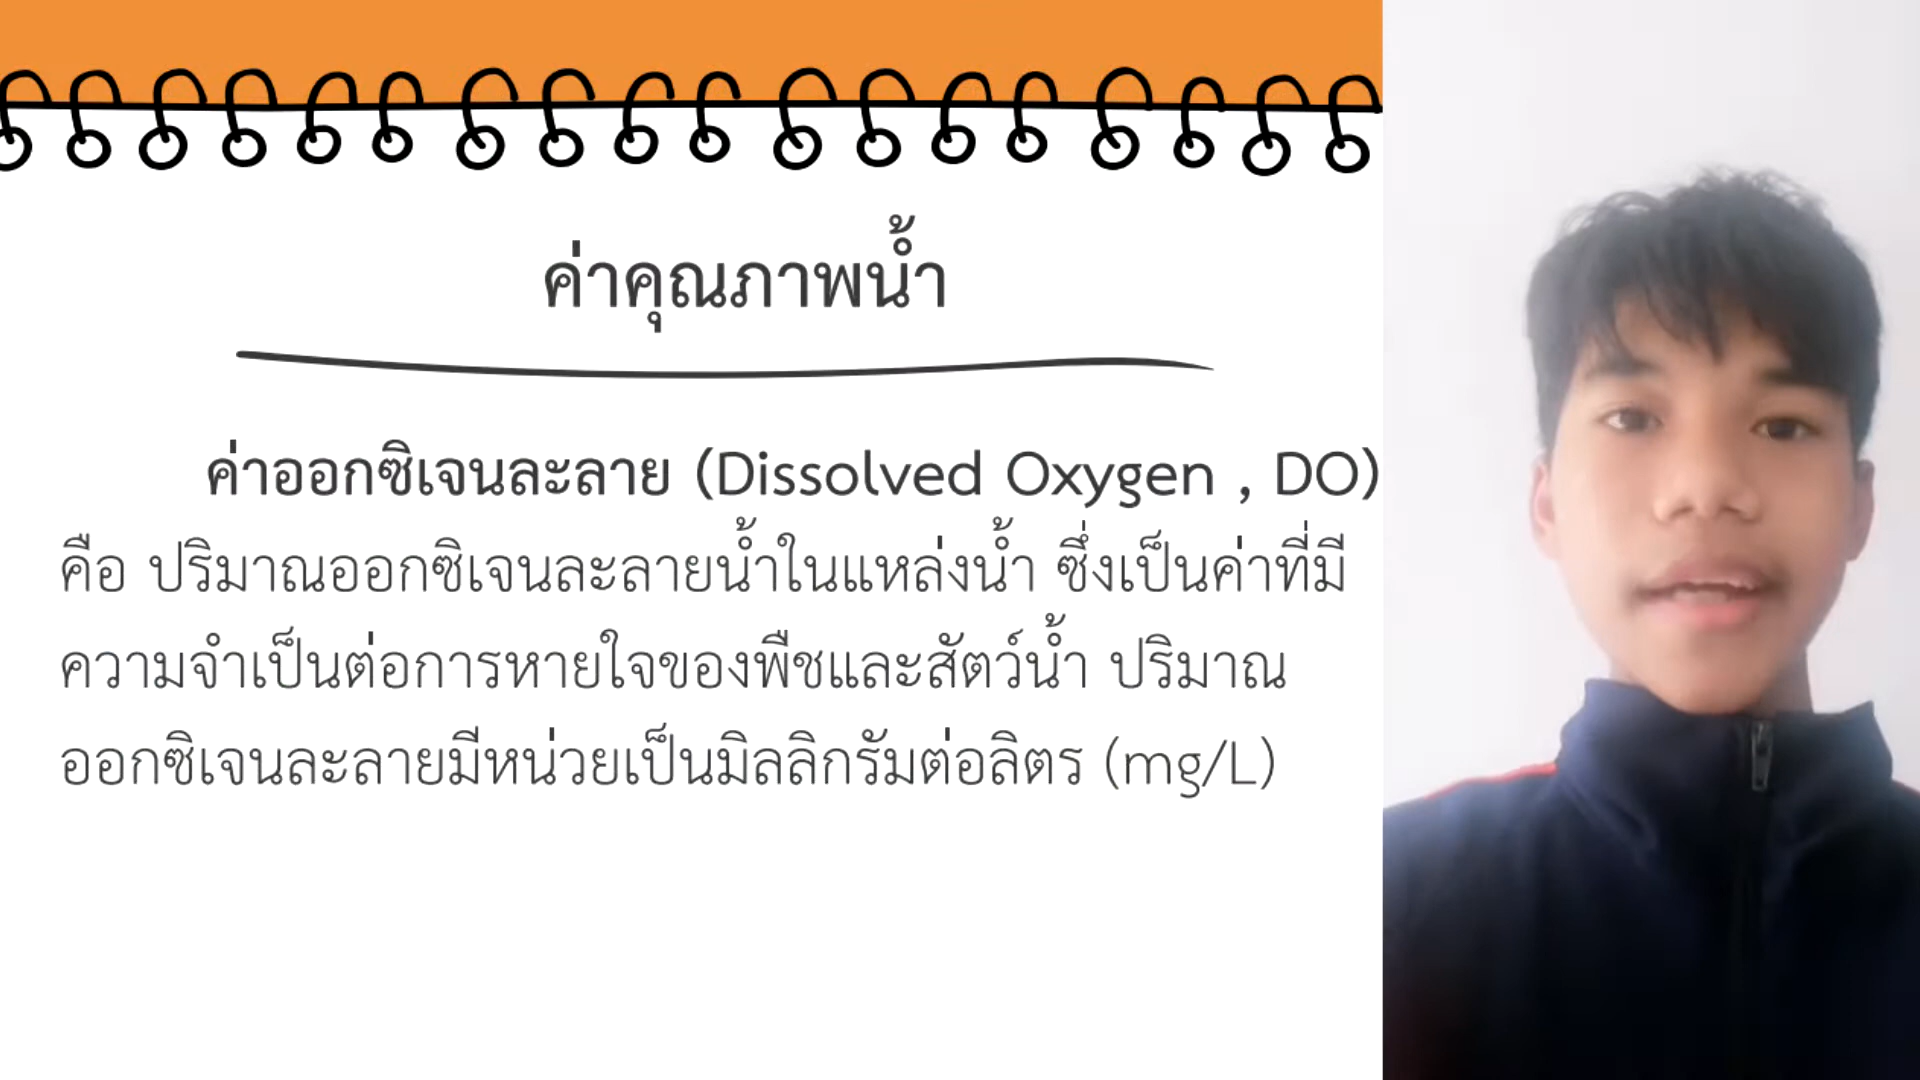 ค่าคุณภาพน้ำ
ค่าออกซิเจนละลาย (Dissolved Oxygen , DO)
คือ ปริมาณออกซิเจนละลายน้ำในแหล่งน้ำ ซึ่งเป็นค่าที่มี
ความจำเป็นต่อการหายใจของพืชและสัตว์น้ำ ปริมาณ
ออกซิเจนละลายมีหน่วยเป็นมิลลิกรัมต่อลิตร (mg/L)